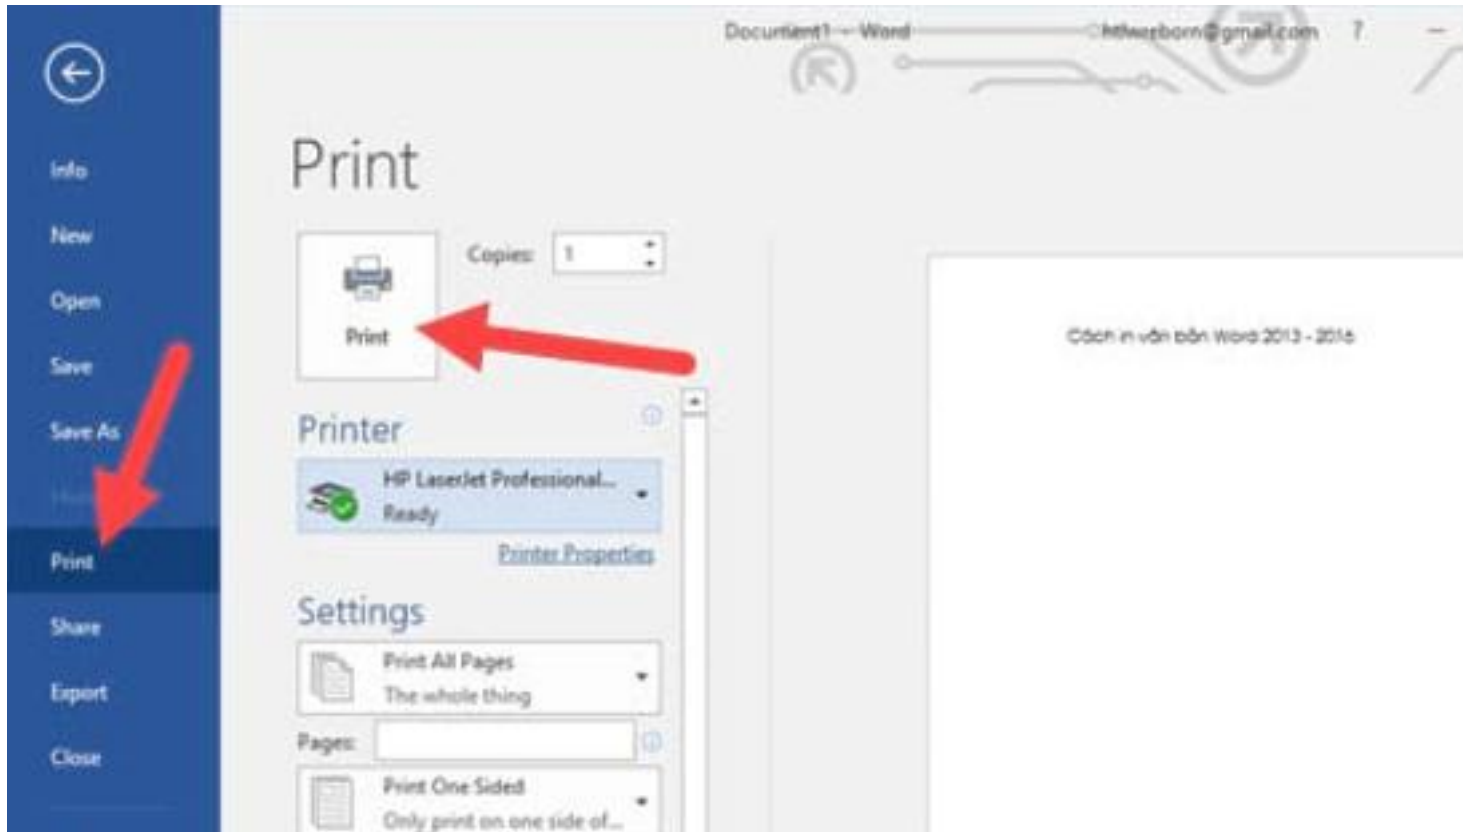 Document1 - Word
?
Info
New
Open
Save
Save As
Print
Share
Export
Close
Print
Print
Copies: 1
Printer
HP LaserJet Professional...
Ready
Printer Properties
Settings
Print All Pages
The whole thing
Pages:
Print One Sided
Only print on one side of...
Cách in văn bản Word 2013 - 2016